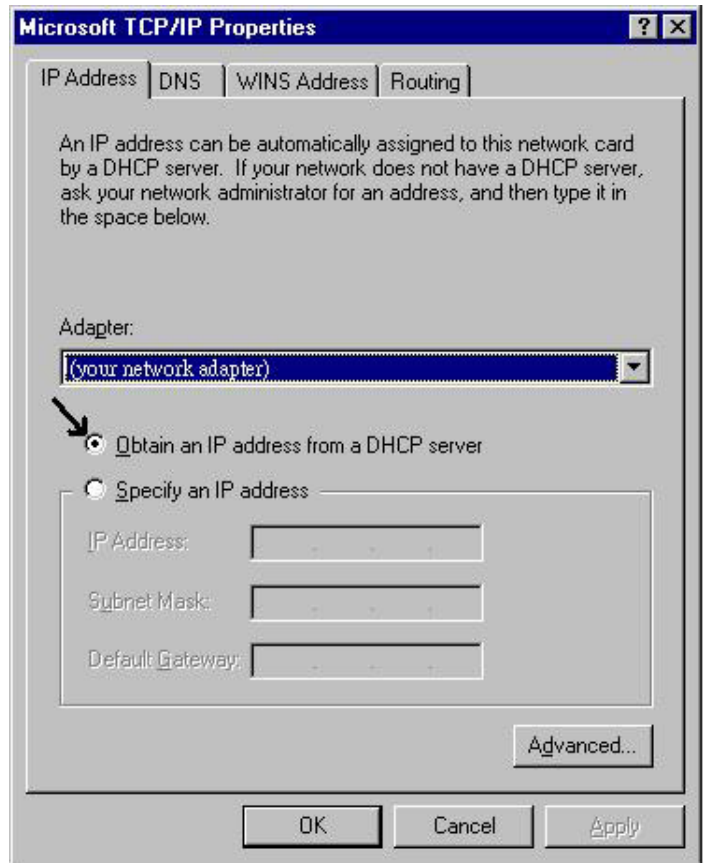 Microsoft TCP/IP Properties
IP Address
DNS
WINS Address
Routing
An IP address can be automatically assigned to this network card
by a DHCP server.  If your network does not have a DHCP server,
ask your network administrator for an address, and then type it in
the space below.
Adapter:
(your network adapter)
Obtain an IP address from a DHCP server
Specify an IP address
IP Address:
Subnet Mask:
Default Gateway:
Advanced...
OK
Cancel
Apply